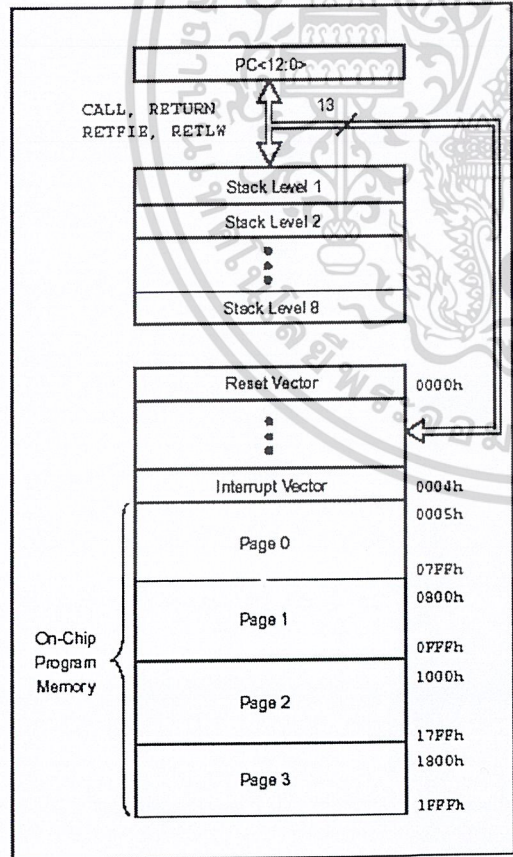 PC<12:0>
CALL, RETURN
RETFIE, RETLW
13
Stack Level 1
Stack Level 2
Stack Level 8
Reset Vector
0000h
Interrupt Vector
0004h
0005h
Page 0
07FFh
0800h
Page 1
0FFFh
On-Chip
Program
Memory
1000h
Page 2
17FFh
1800h
Page 3
1FFFh